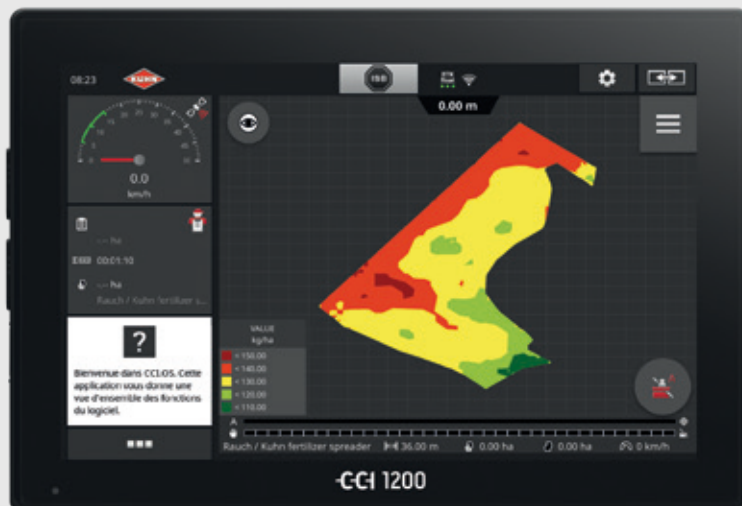 08:23
KUHN
ISB
0.00 m
0.0
km/h
-.-- ha
00:01:10
-.-- ha
Rauch / Kuhn fertilizer s...
?
Bienvenue dans CCI.OS. Cette
application vous donne une
vue d'ensemble des fonctions
du logiciel.
VALUE
kg/ha
< 150.00
< 140.00
< 130.00
< 120.00
< 110.00
A
Rauch / Kuhn fertilizer spreader 36.00 m 0.00 ha 0.00 ha 0 km/h
CCI 1200